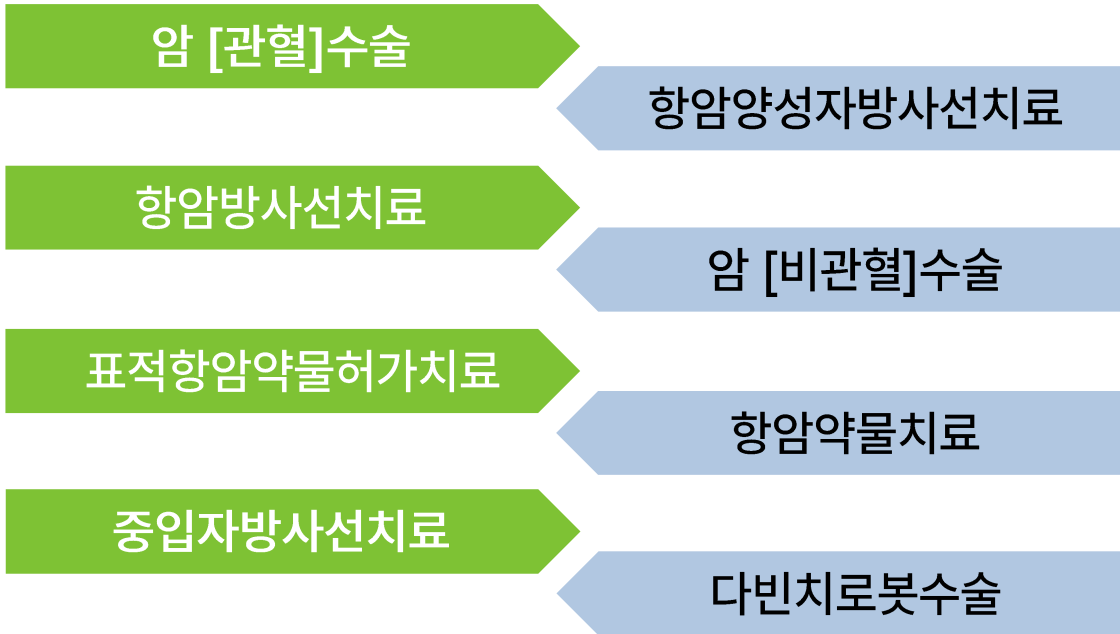 암 [관혈]수술
항암양성자방사선치료
항암방사선치료
암 [비관혈]수술
표적항암약물허가치료
항암약물치료
중입자방사선치료
다빈치로봇수술